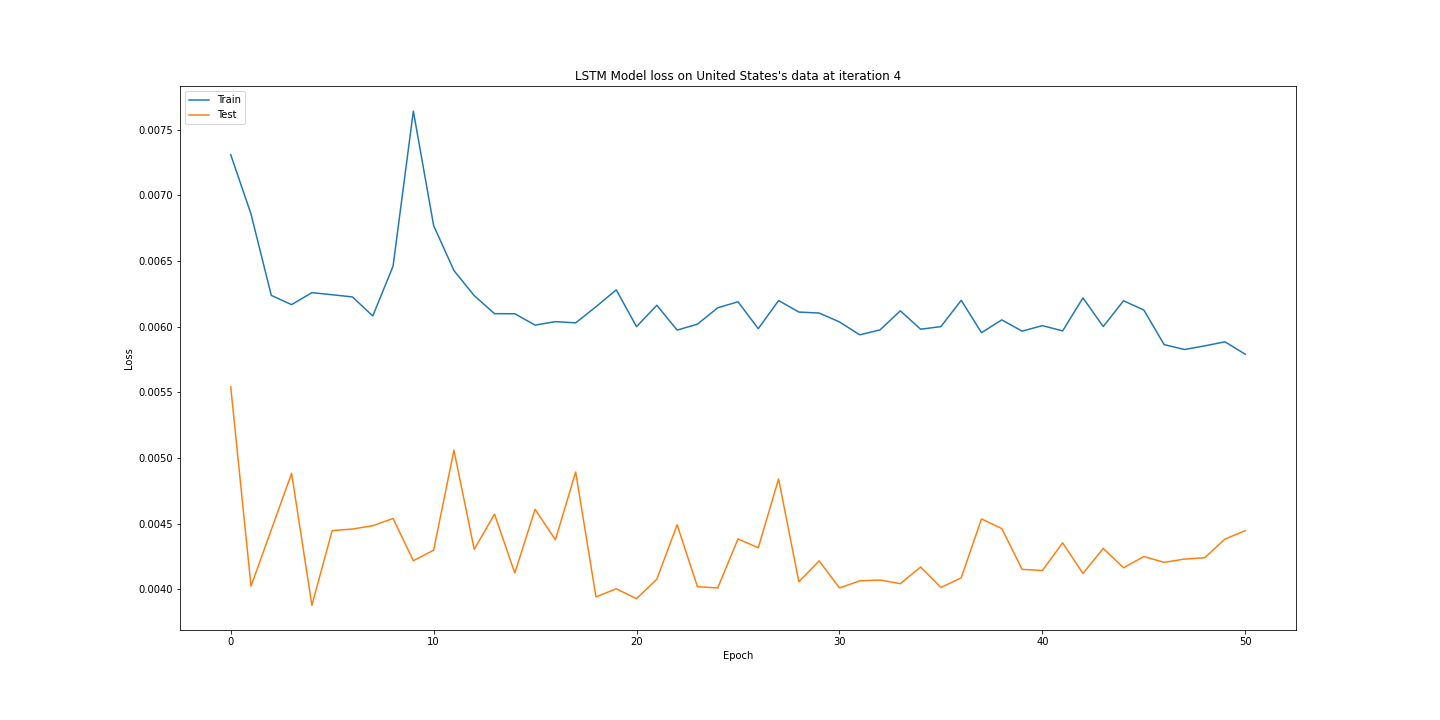 LSTM Model loss on United States's data at iteration 4
Train
Test
0.0075
0.0070
0.0065
0.0060
0.0055
0.0050
0.0045
0.0040
Loss
0 10 20 30 40 50
Epoch